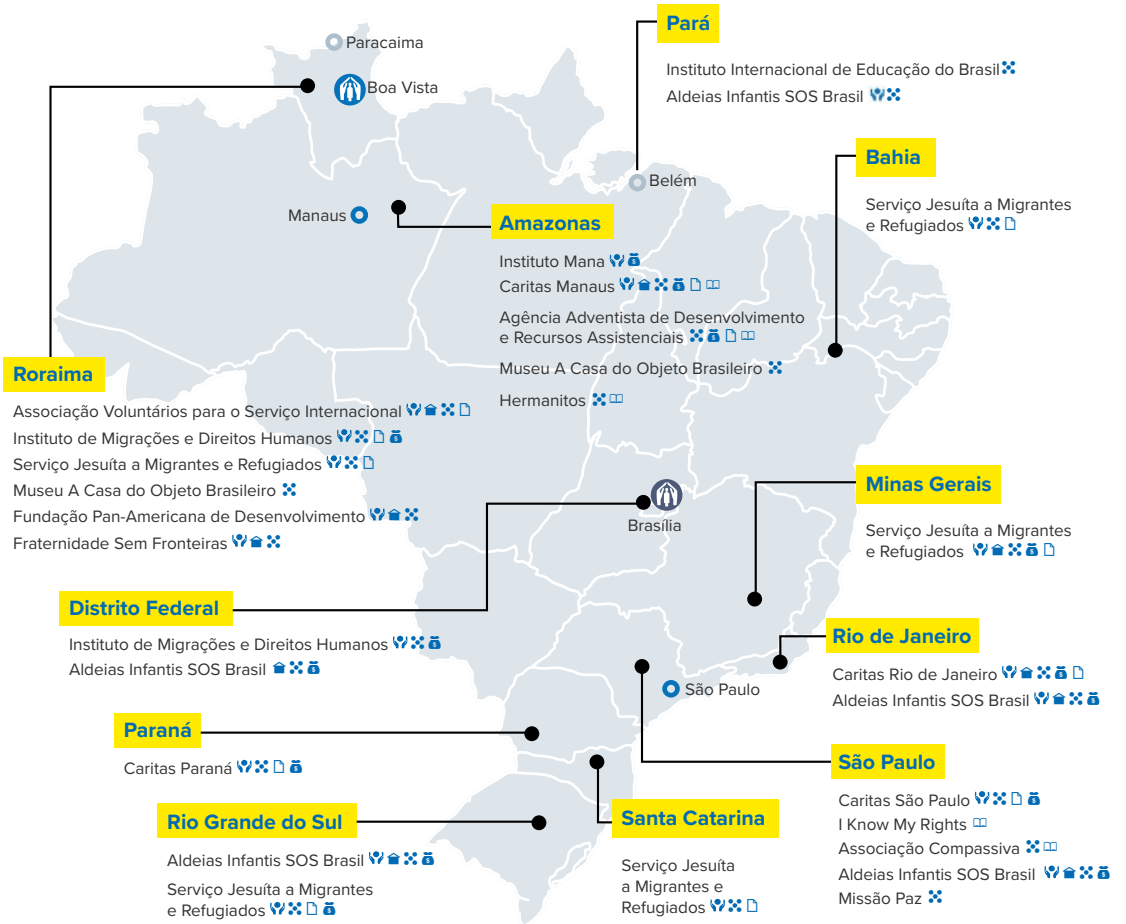 Paracaima
Boa Vista
Pará
Instituto Internacional de Educação do Brasil
Aldeias Infantis SOS Brasil
Belém
Bahia
Serviço Jesuíta a Migrantes
e Refugiados
Manaus
Amazonas
Instituto Mana
Caritas Manaus
Agência Adventista de Desenvolvimento
e Recursos Assistenciais
Museu A Casa do Objeto Brasileiro
Hermanitos
Roraima
Associação Voluntários para o Serviço Internacional
Instituto de Migrações e Direitos Humanos
Serviço Jesuíta a Migrantes e Refugiados
Museu A Casa do Objeto Brasileiro
Fundação Pan-Americana de Desenvolvimento
Fraternidade Sem Fronteiras
Brasília
Minas Gerais
Serviço Jesuíta a Migrantes
e Refugiados
Distrito Federal
Instituto de Migrações e Direitos Humanos
Aldeias Infantis SOS Brasil
Rio de Janeiro
Caritas Rio de Janeiro
Aldeias Infantis SOS Brasil
São Paulo
Paraná
Caritas Paraná
São Paulo
Caritas São Paulo
I Know My Rights
Associação Compassiva
Aldeias Infantis SOS Brasil
Missão Paz
Rio Grande do Sul
Aldeias Infantis SOS Brasil
Serviço Jesuíta a Migrantes
e Refugiados
Santa Catarina
Serviço Jesuíta
a Migrantes e
Refugiados